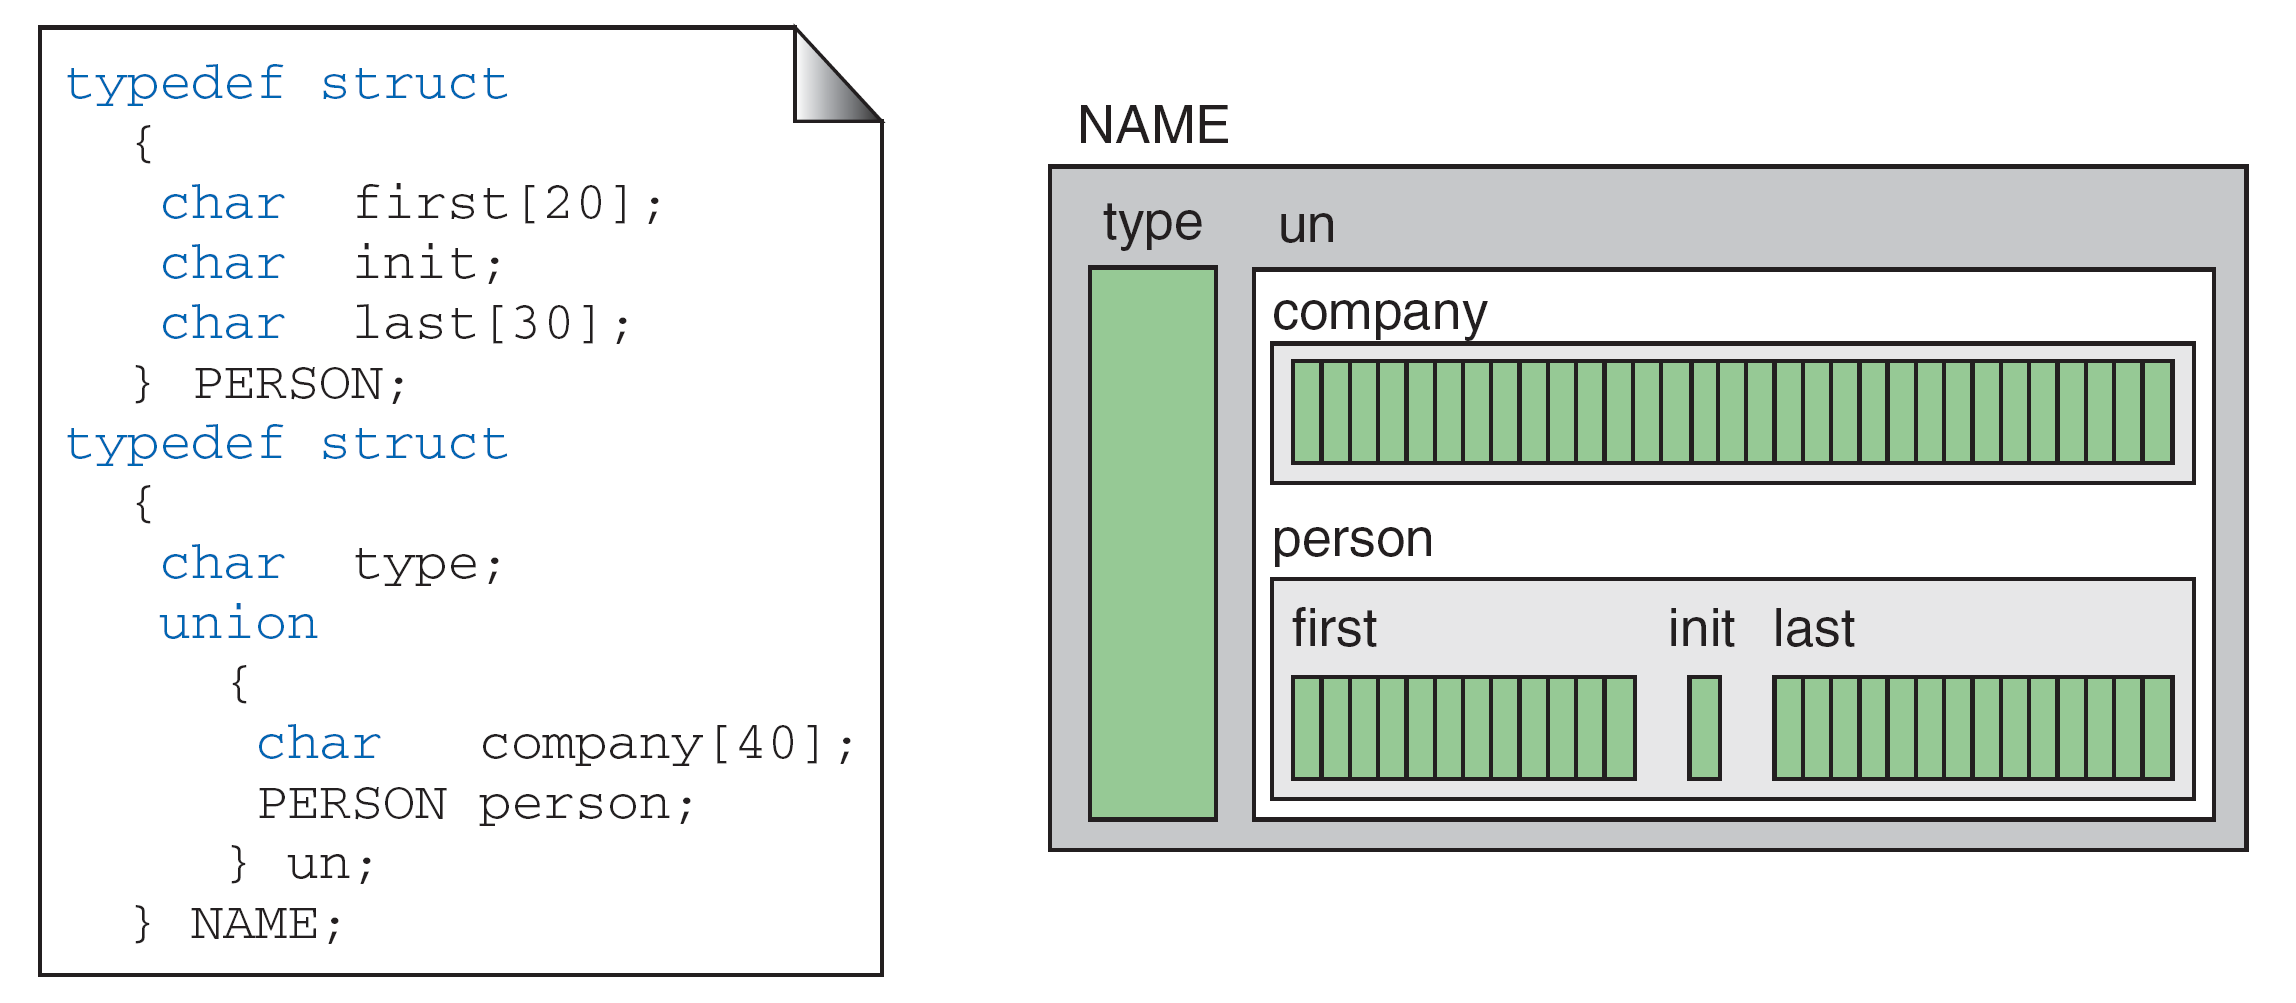 typedef struct
{
char first[20];
char init;
char last[30];
} PERSON;
typedef struct
{
char type;
union
{
char company[40];
PERSON person;
} un;
} NAME;
NAME
type un
company
person
first init last